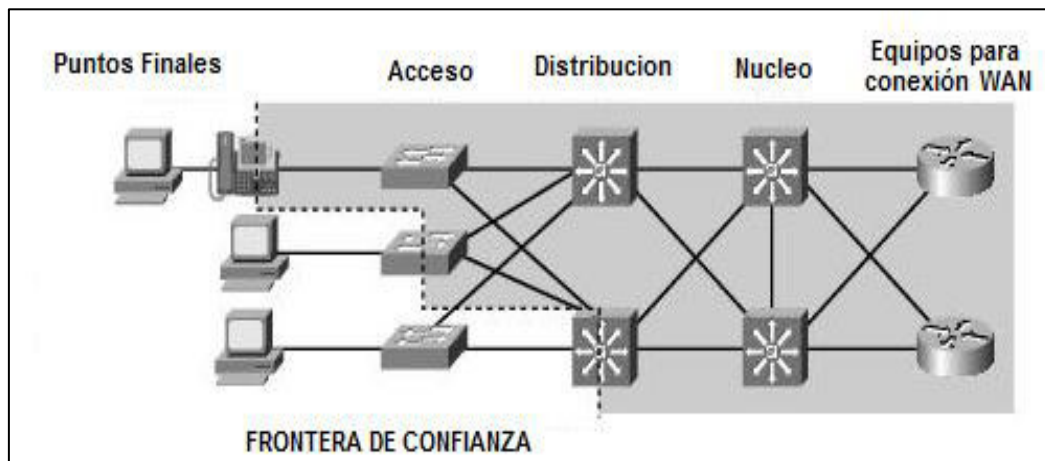 Puntos Finales
Acceso
Distribucion
Nucleo
Equipos para
conexión WAN
FRONTERA DE CONFIANZA